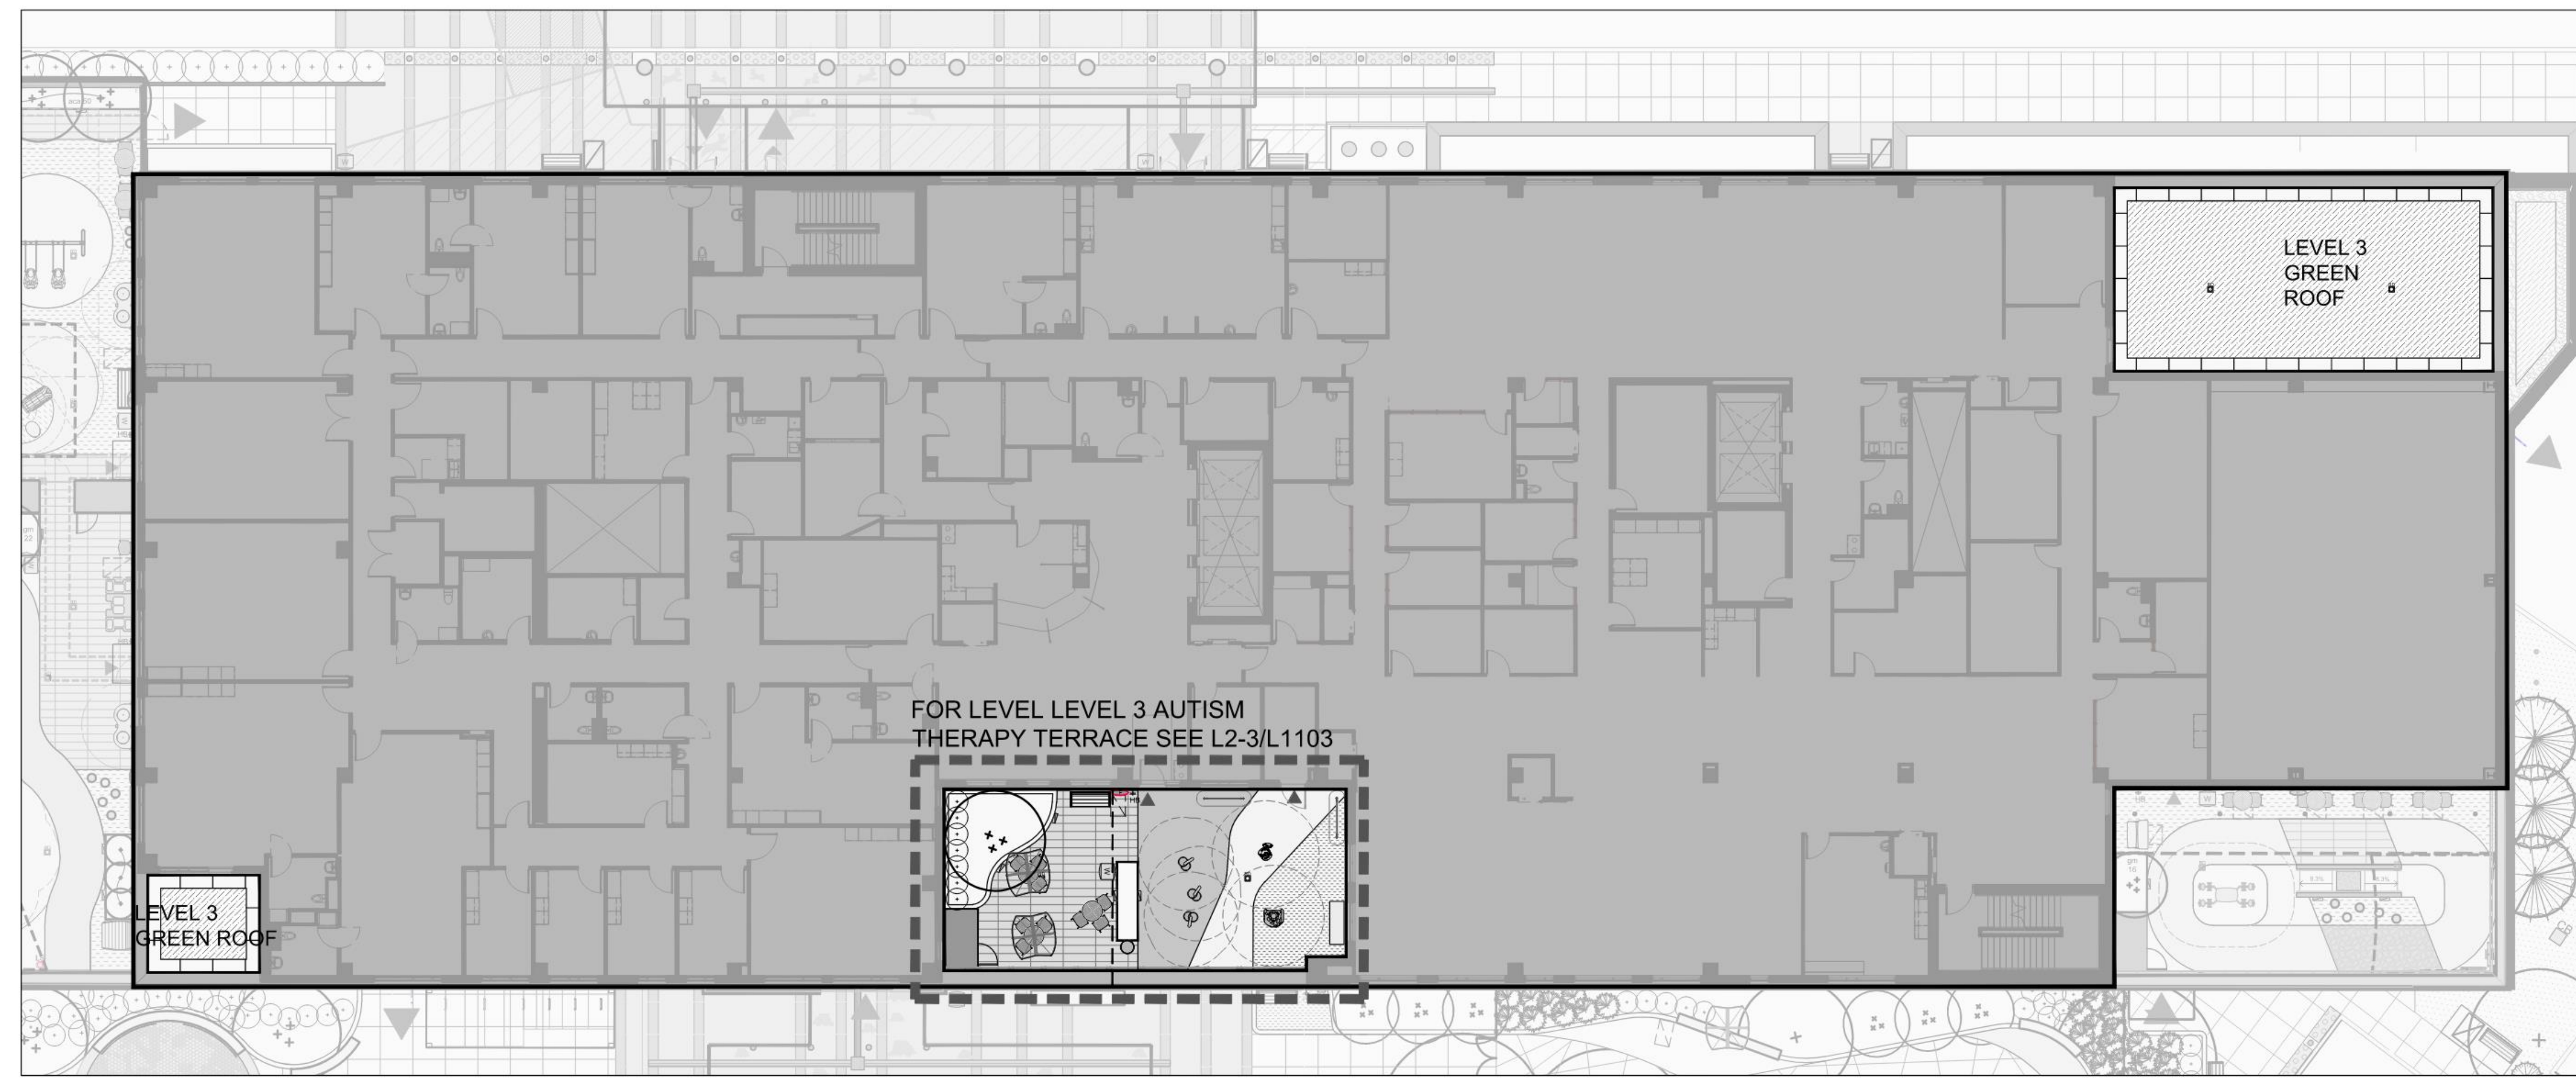 LEVEL 3
GREEN
ROOF
FOR LEVEL LEVEL 3 AUTISM
THERAPY TERRACE SEE L2-3/L1103
LEVEL 3
GREEN ROOF